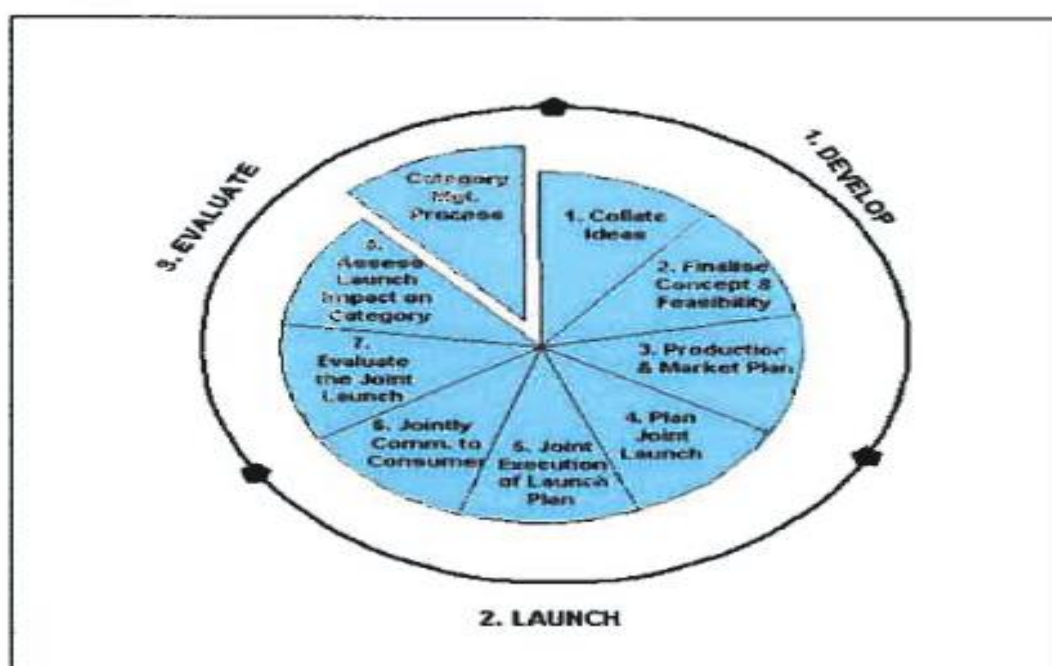 1. DEVELOP
2. LAUNCH
3. EVALUATE
Category
Mgt.
Process
1. Collate
Ideas
2. Finalise
Concept &
Feasibility
3. Production
& Market Plan
4. Plan
Joint
Launch
5. Joint
Execution
of Launch
Plan
6. Jointly
Comm. to
Consumer
7.
Evaluate
the Joint
Launch
Assess
Launch
Impact on
Category